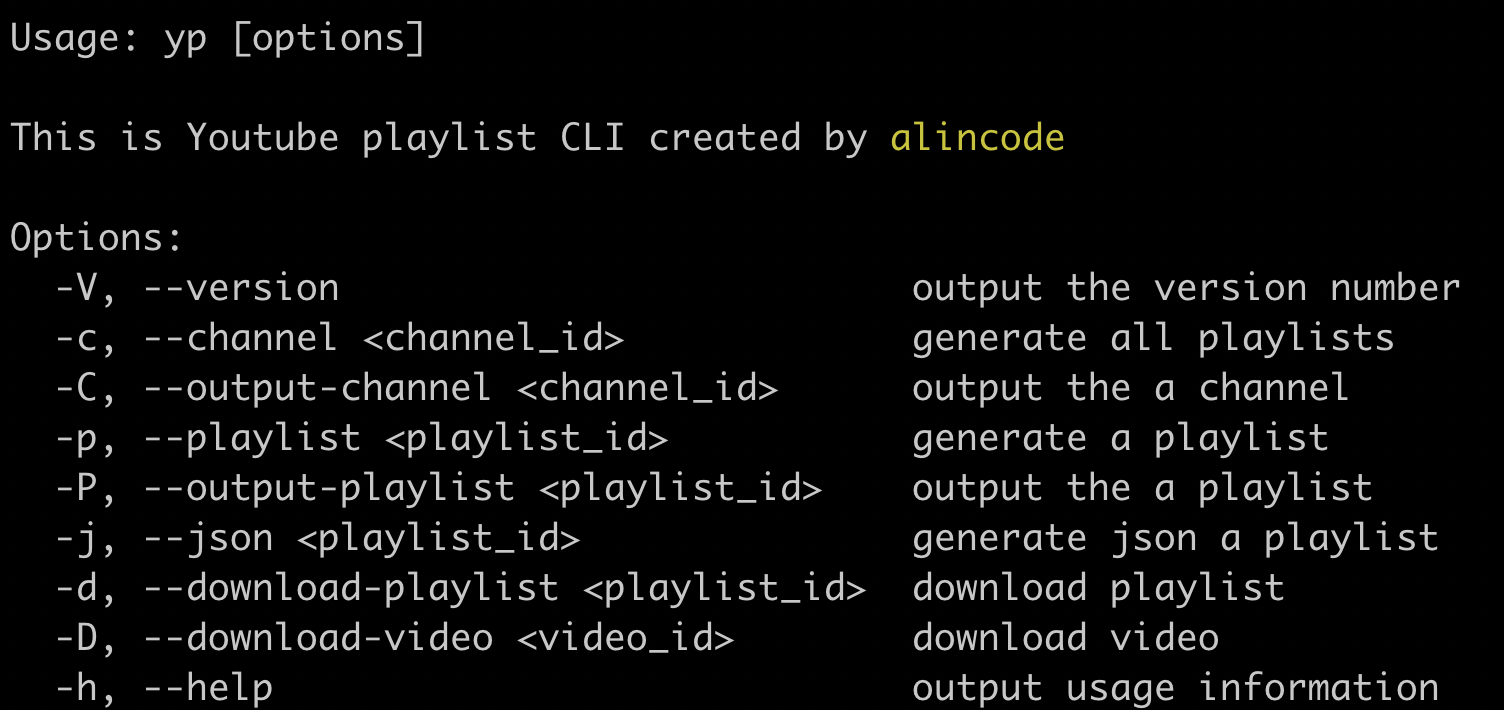 Usage: yp [options]
This is Youtube playlist CLI created by alincode
Options:
-V, --version output the version number
-c, --channel <channel_id> generate all playlists
-C, --output-channel <channel_id> output the a channel
-p, --playlist <playlist_id> generate a playlist
-P, --output-playlist <playlist_id> output the a playlist
-j, --json <playlist_id> generate json a playlist
-d, --download-playlist <playlist_id> download playlist
-D, --download-video <video_id> download video
-h, --help output usage information